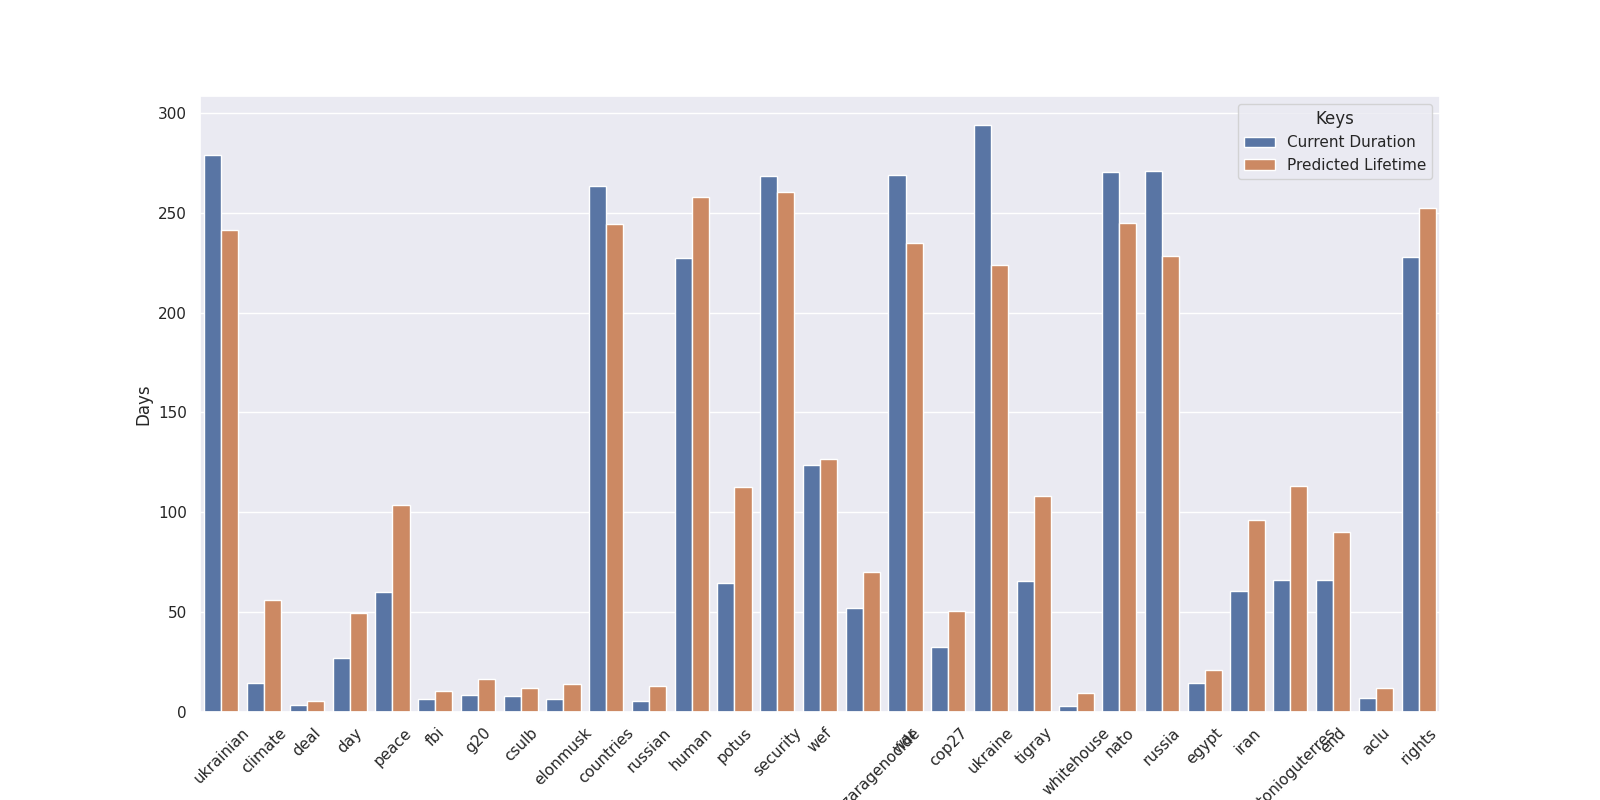 300
250
200
150
100
50
0
Days
Keys
Current Duration
Predicted Lifetime
ukrainian
climate
deal
day
peace
fbi
g20
csulb
elonmusk
countries
russian
human
potus
security
wef
war
cop27
ukraine
tigray
whitehouse
nato
russia
egypt
iran
end
aclu
rights